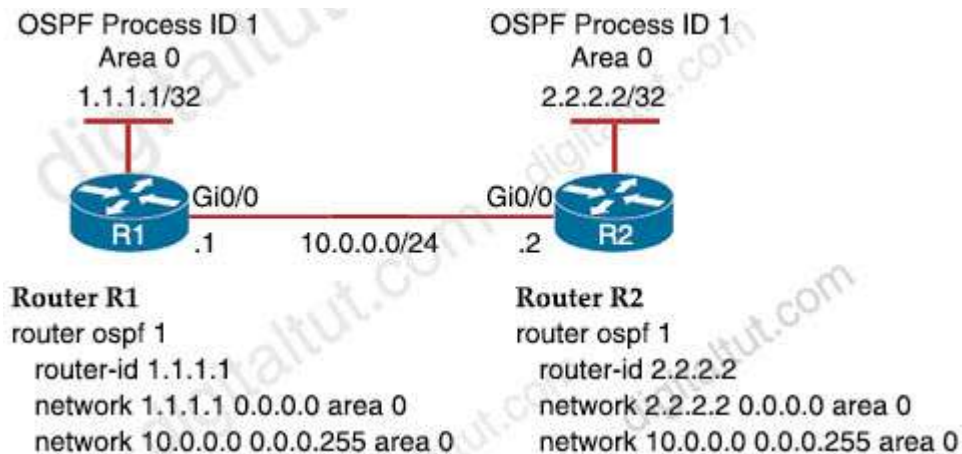 OSPF Process ID 1
Area 0
1.1.1.1/32
OSPF Process ID 1
Area 0
2.2.2.2/32
Gi0/0
Gi0/0
R1
.1
10.0.0.0/24
.2
R2
Router R1
router ospf 1
router-id 1.1.1.1
network 1.1.1.1 0.0.0.0 area 0
network 10.0.0.0 0.0.0.255 area 0
Router R2
router ospf 1
router-id 2.2.2.2
network 2.2.2.2 0.0.0.0 area 0
network 10.0.0.0 0.0.0.255 area 0
digitaltut.com